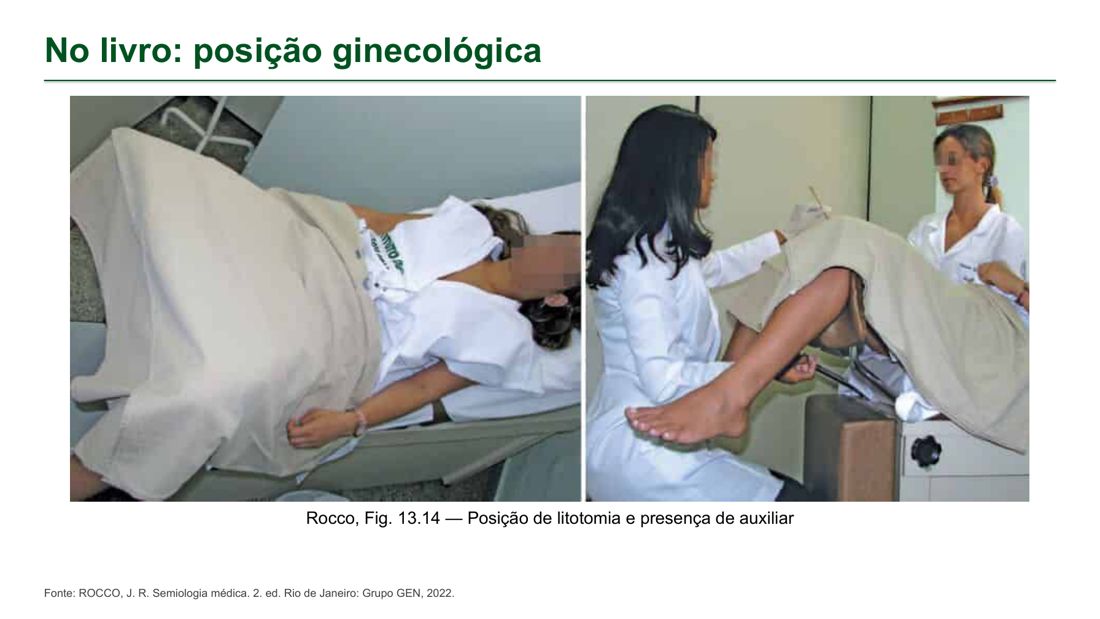 No livro: posição ginecológica
Rocco, Fig. 13.14 — Posição de litotomia e presença de auxiliar
Fonte: ROCCO, J. R. Semiologia médica. 2. ed. Rio de Janeiro: Grupo GEN, 2022.